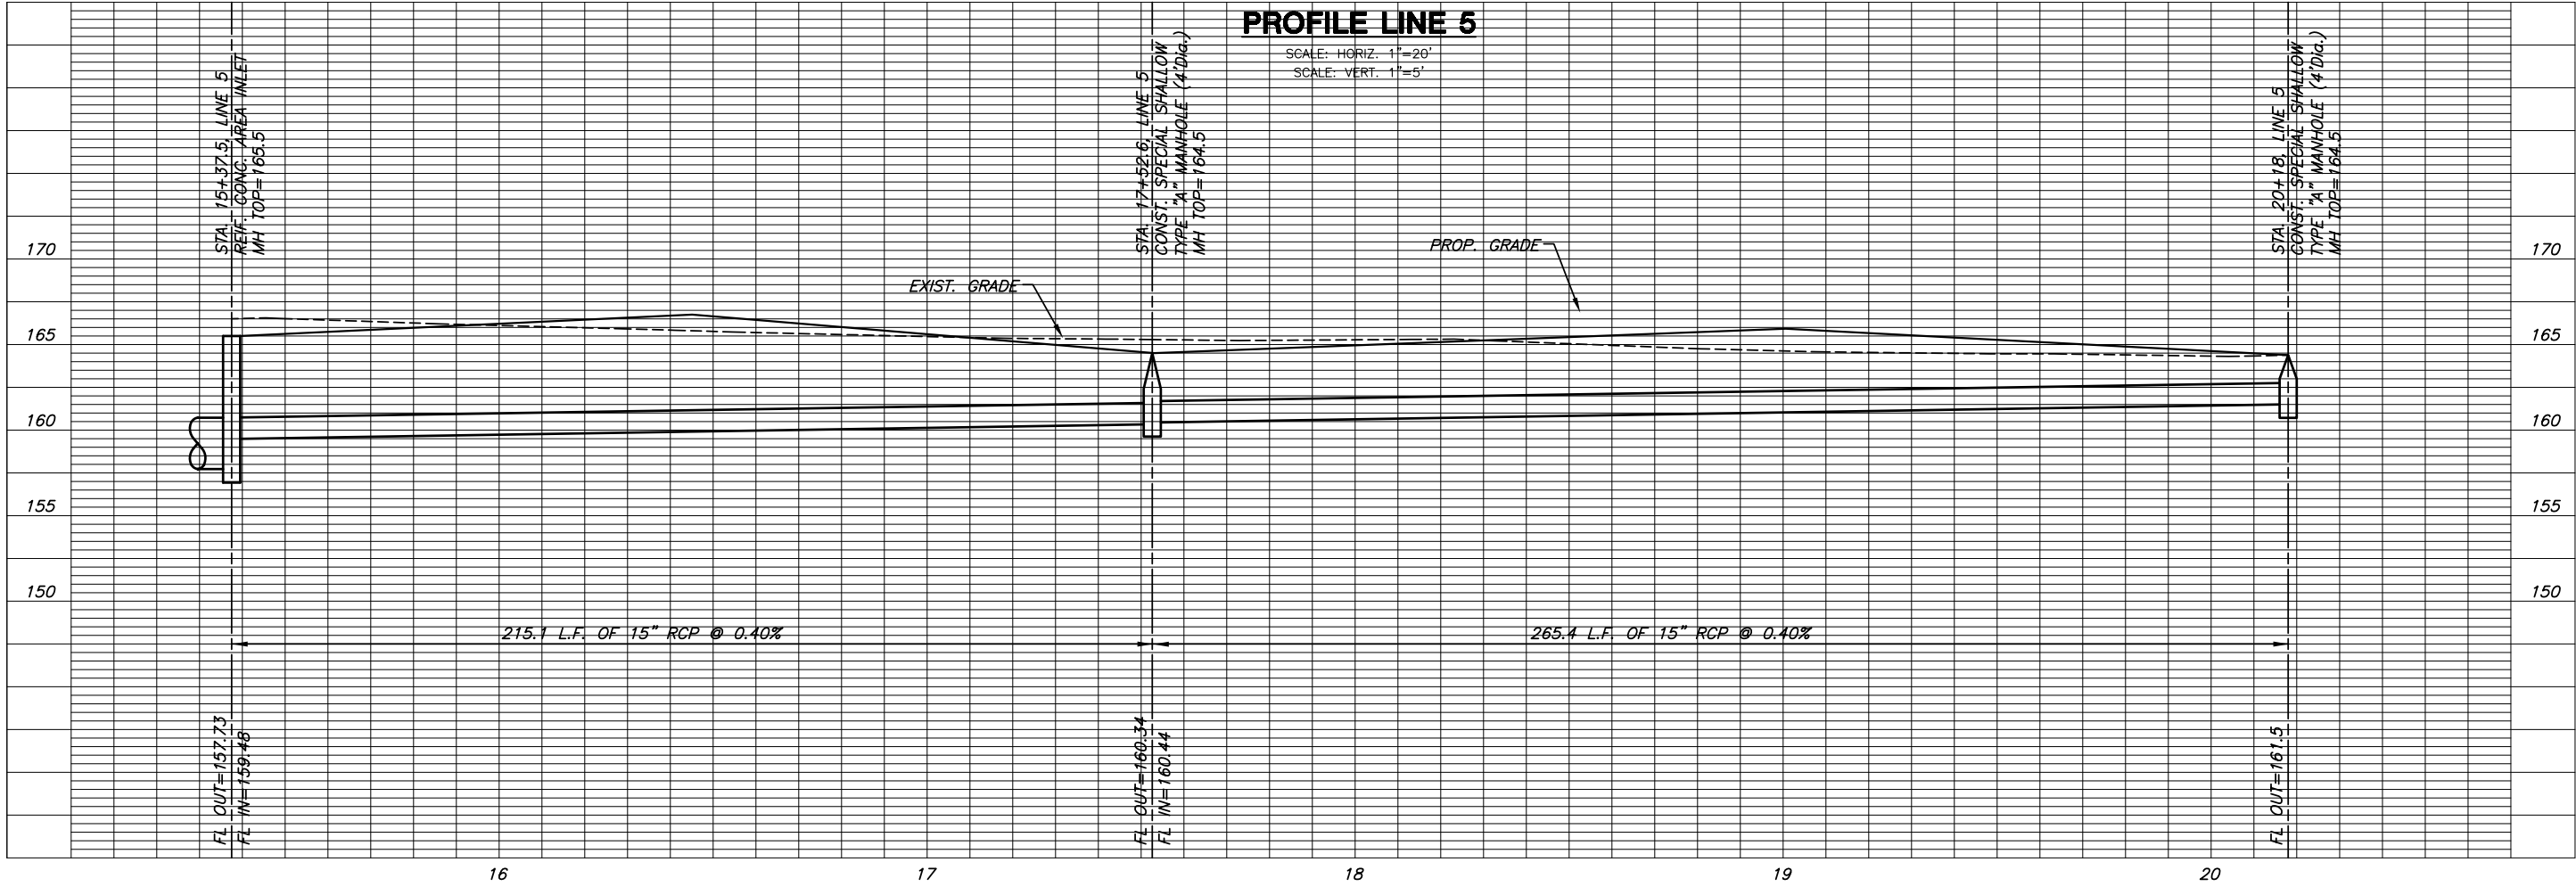 PROFILE LINE 5
SCALE: HORIZ. 1"=20'
SCALE: VERT. 1"=5'
STA. 15+37.5, LINE 5
REIF. CONC. AREA INLET
MH TOP=165.5
STA. 17+52.6, LINE 5
CONST. SPECIAL SHALLOW
TYPE "A" MANHOLE (4'Dia.)
MH TOP=164.5
STA. 20+18, LINE 5
CONST. SPECIAL SHALLOW
TYPE "A" MANHOLE (4'Dia.)
MH TOP=164.5
170
170
PROP. GRADE
EXIST. GRADE
165
165
160
160
155
155
150
150
215.1 L.F. OF 15" RCP @ 0.40%
265.4 L.F. OF 15" RCP @ 0.40%
FL OUT=157.73
FL IN=159.48
FL OUT=160.34
FL IN=160.44
FL OUT=161.5
16
17
18
19
20